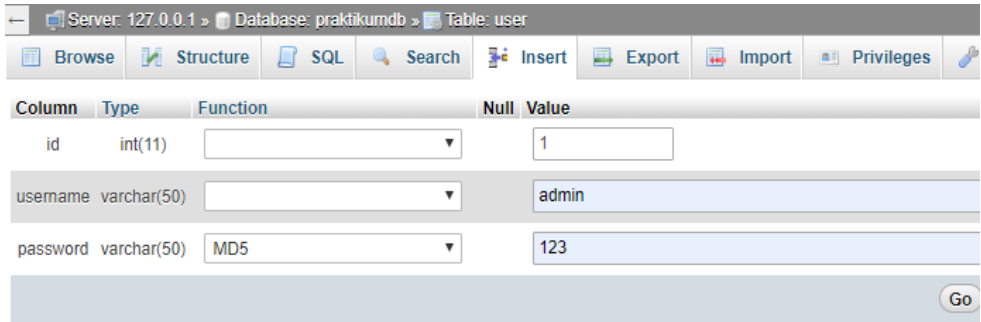 ← Server: 127.0.0.1 » Database: praktikumdb » Table: user
Browse Structure SQL Search Insert Export Import Privileges
Column Type Function Null Value
id int(11) 1
username varchar(50) admin
password varchar(50) MD5 123
Go